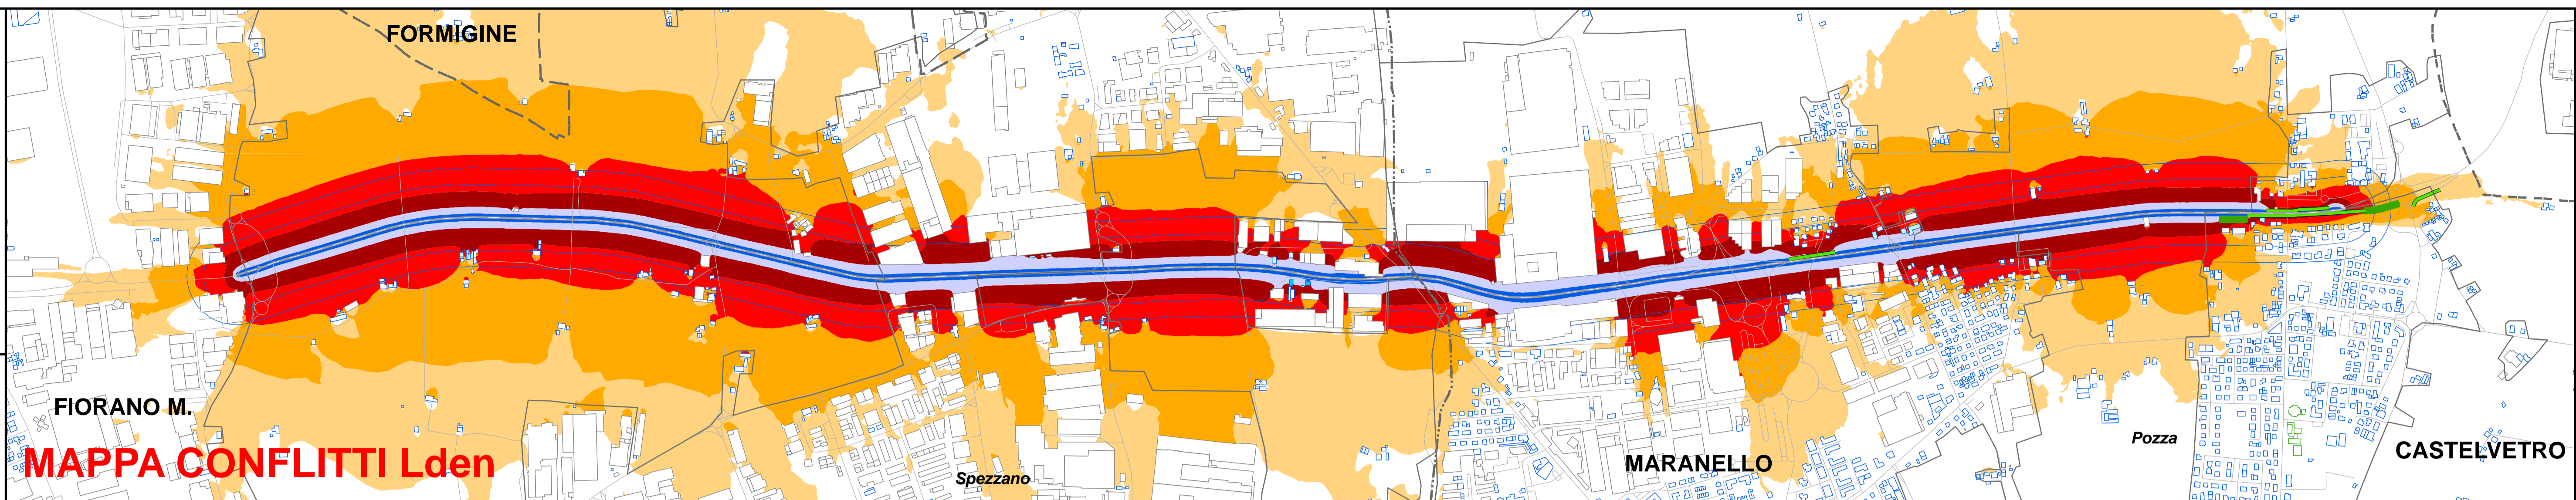 FORMIGINE
FIORANO M.
MAPPA CONFLITTI Lden
Spezzano
MARANELLO
Pozza
CASTELVETRO